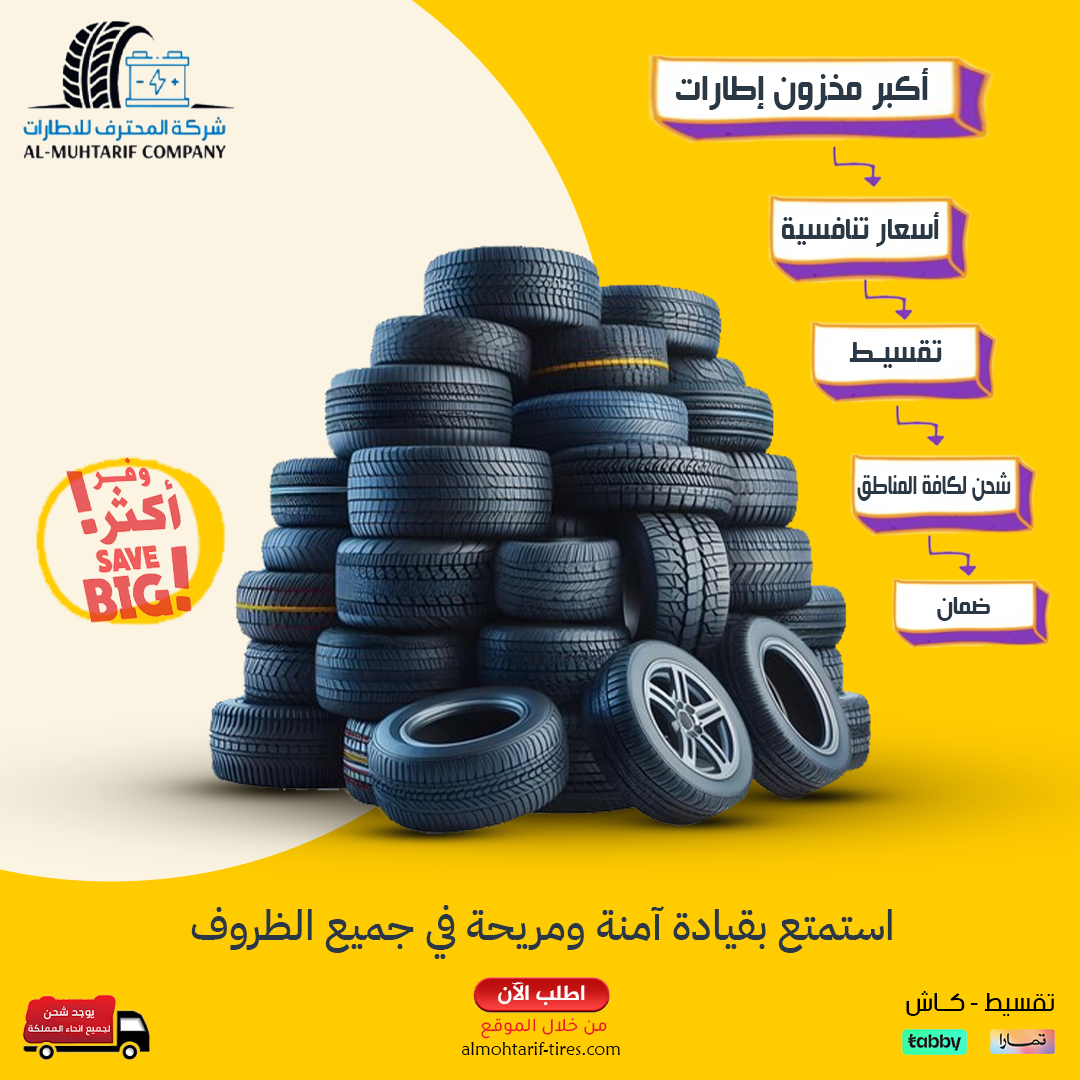 شركة المحترف للاطارات
AL-MUHTARIF COMPANY
أكبر مخزون إطارات
أسعار تنافسية
تقسيط
شحن لكافة المناطق
ضمان
وفر
أكثر!
SAVE
BIG!
استمتع بقيادة آمنة ومريحة في جميع الظروف
اطلب الآن
من خلال الموقع
almohtarif-tires.com
تقسيط - كاش
tabby تمارا
يوجد شحن
لجميع انحاء المملكة